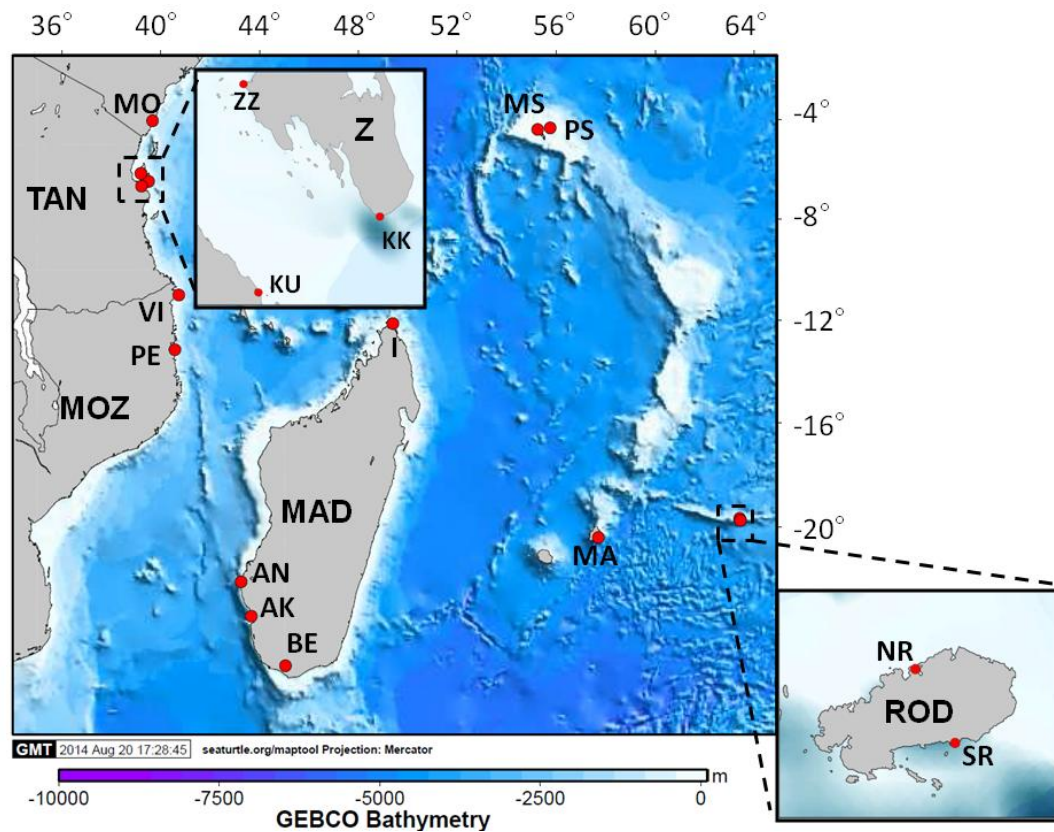 36° 40° 44° 48° 52° 56° 60° 64°
MO
ZZ
Z
MS
PS
-4°
TAN
KK
-8°
KU
VI
I
-12°
PE
MOZ
-16°
MAD
-20°
MA
AN
AK
BE
NR
ROD
SR
GMT 2014 Aug 20 17:28:45 seaturtle.org/maptool Projection: Mercator
m
-10000 -7500 -5000 -2500 0
GEBCO Bathymetry